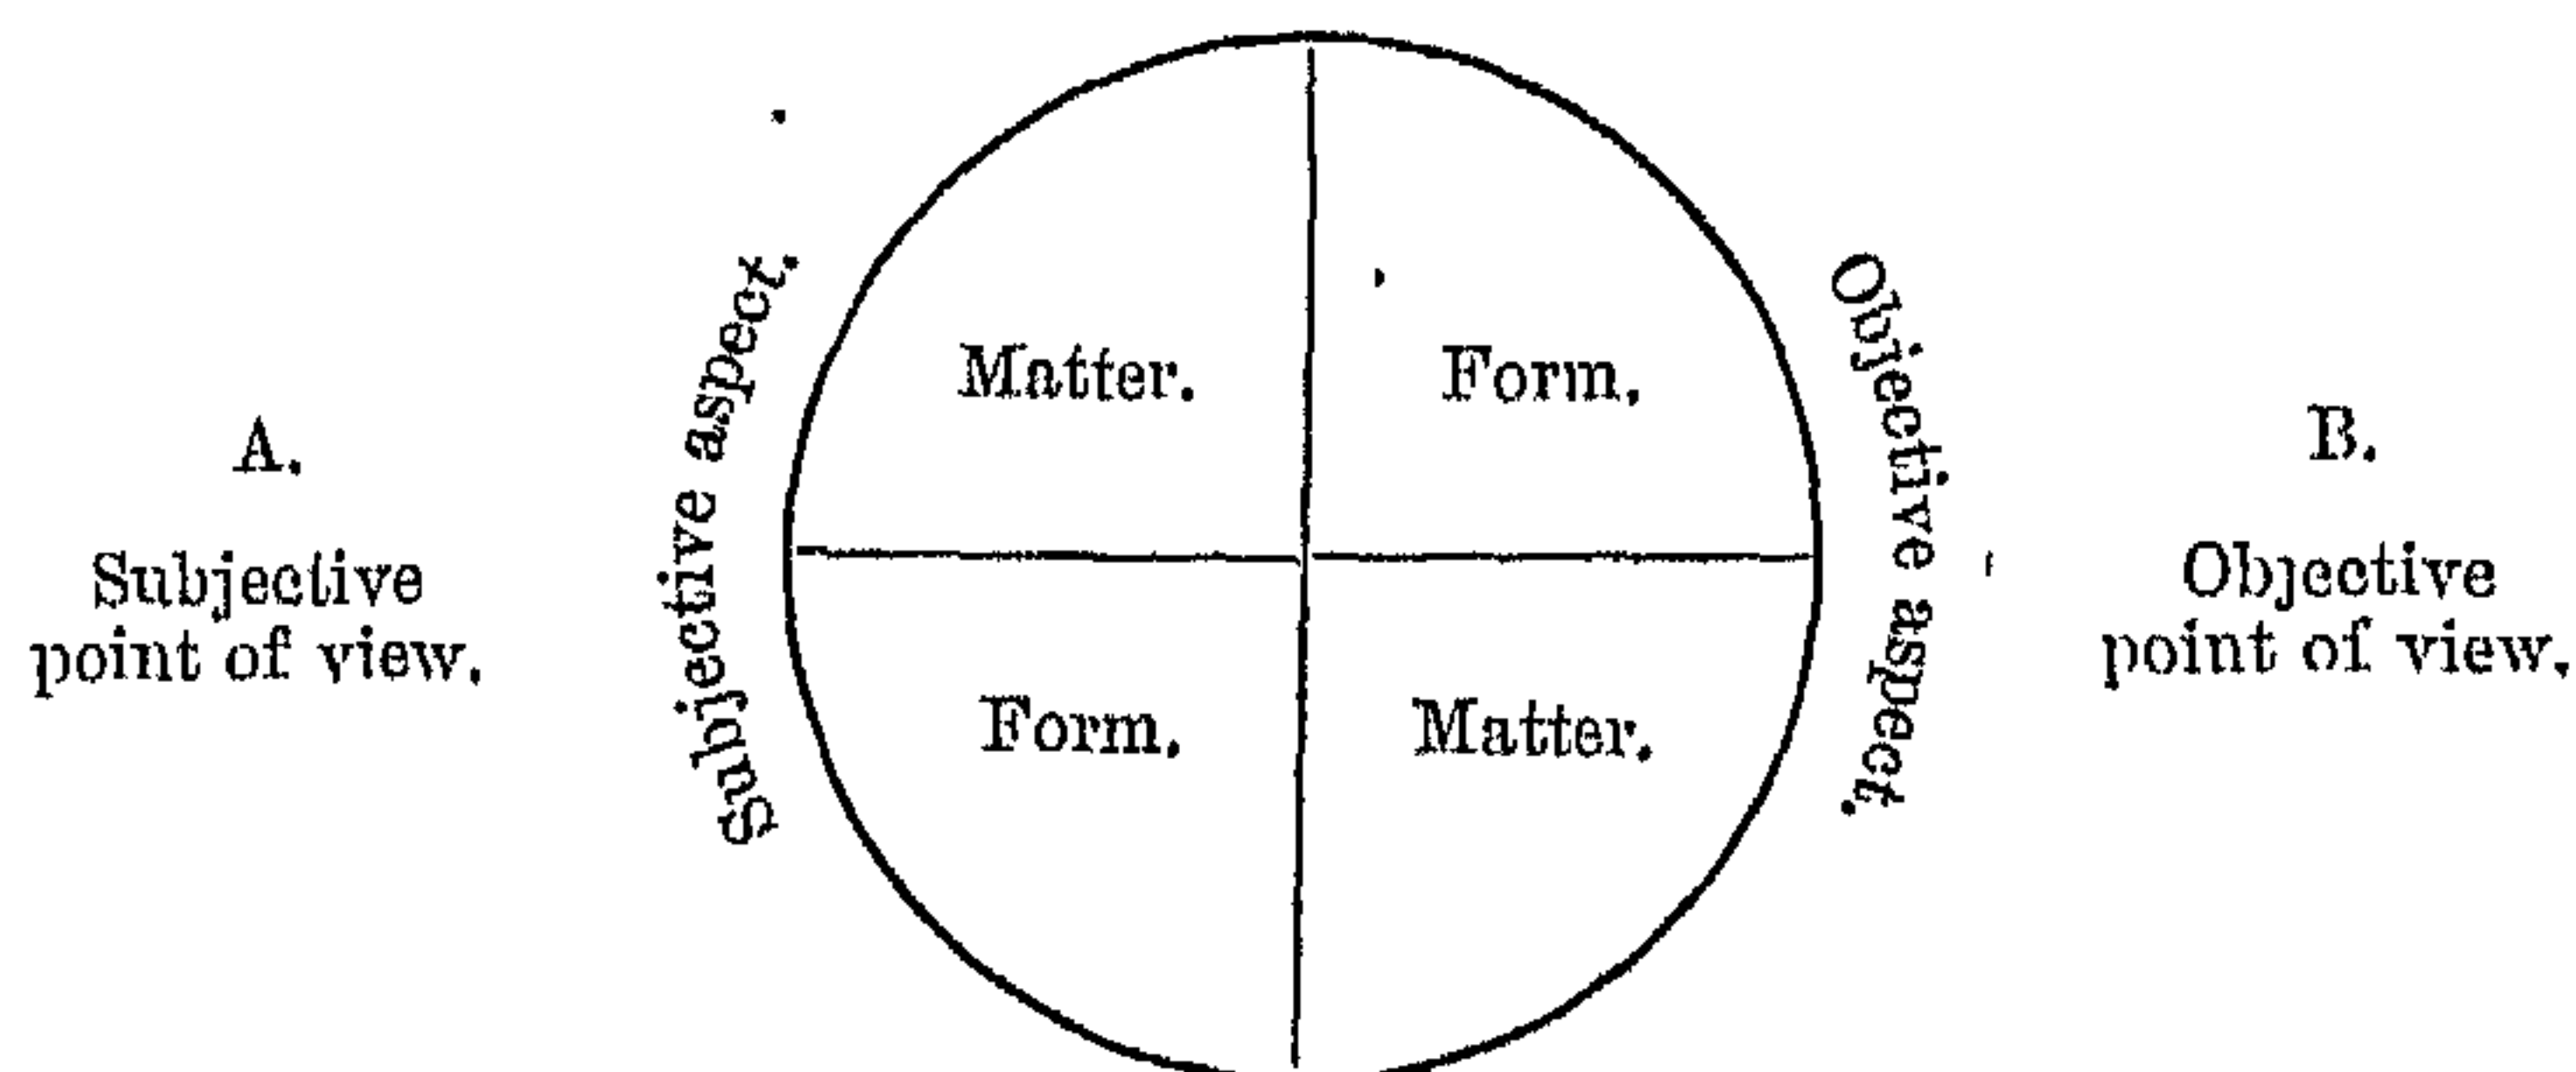 A.
Subjective
point of view.
Subjective aspect.
Matter.
Form.
Form.
Matter.
Objective aspect.
B.
Objective
point of view.